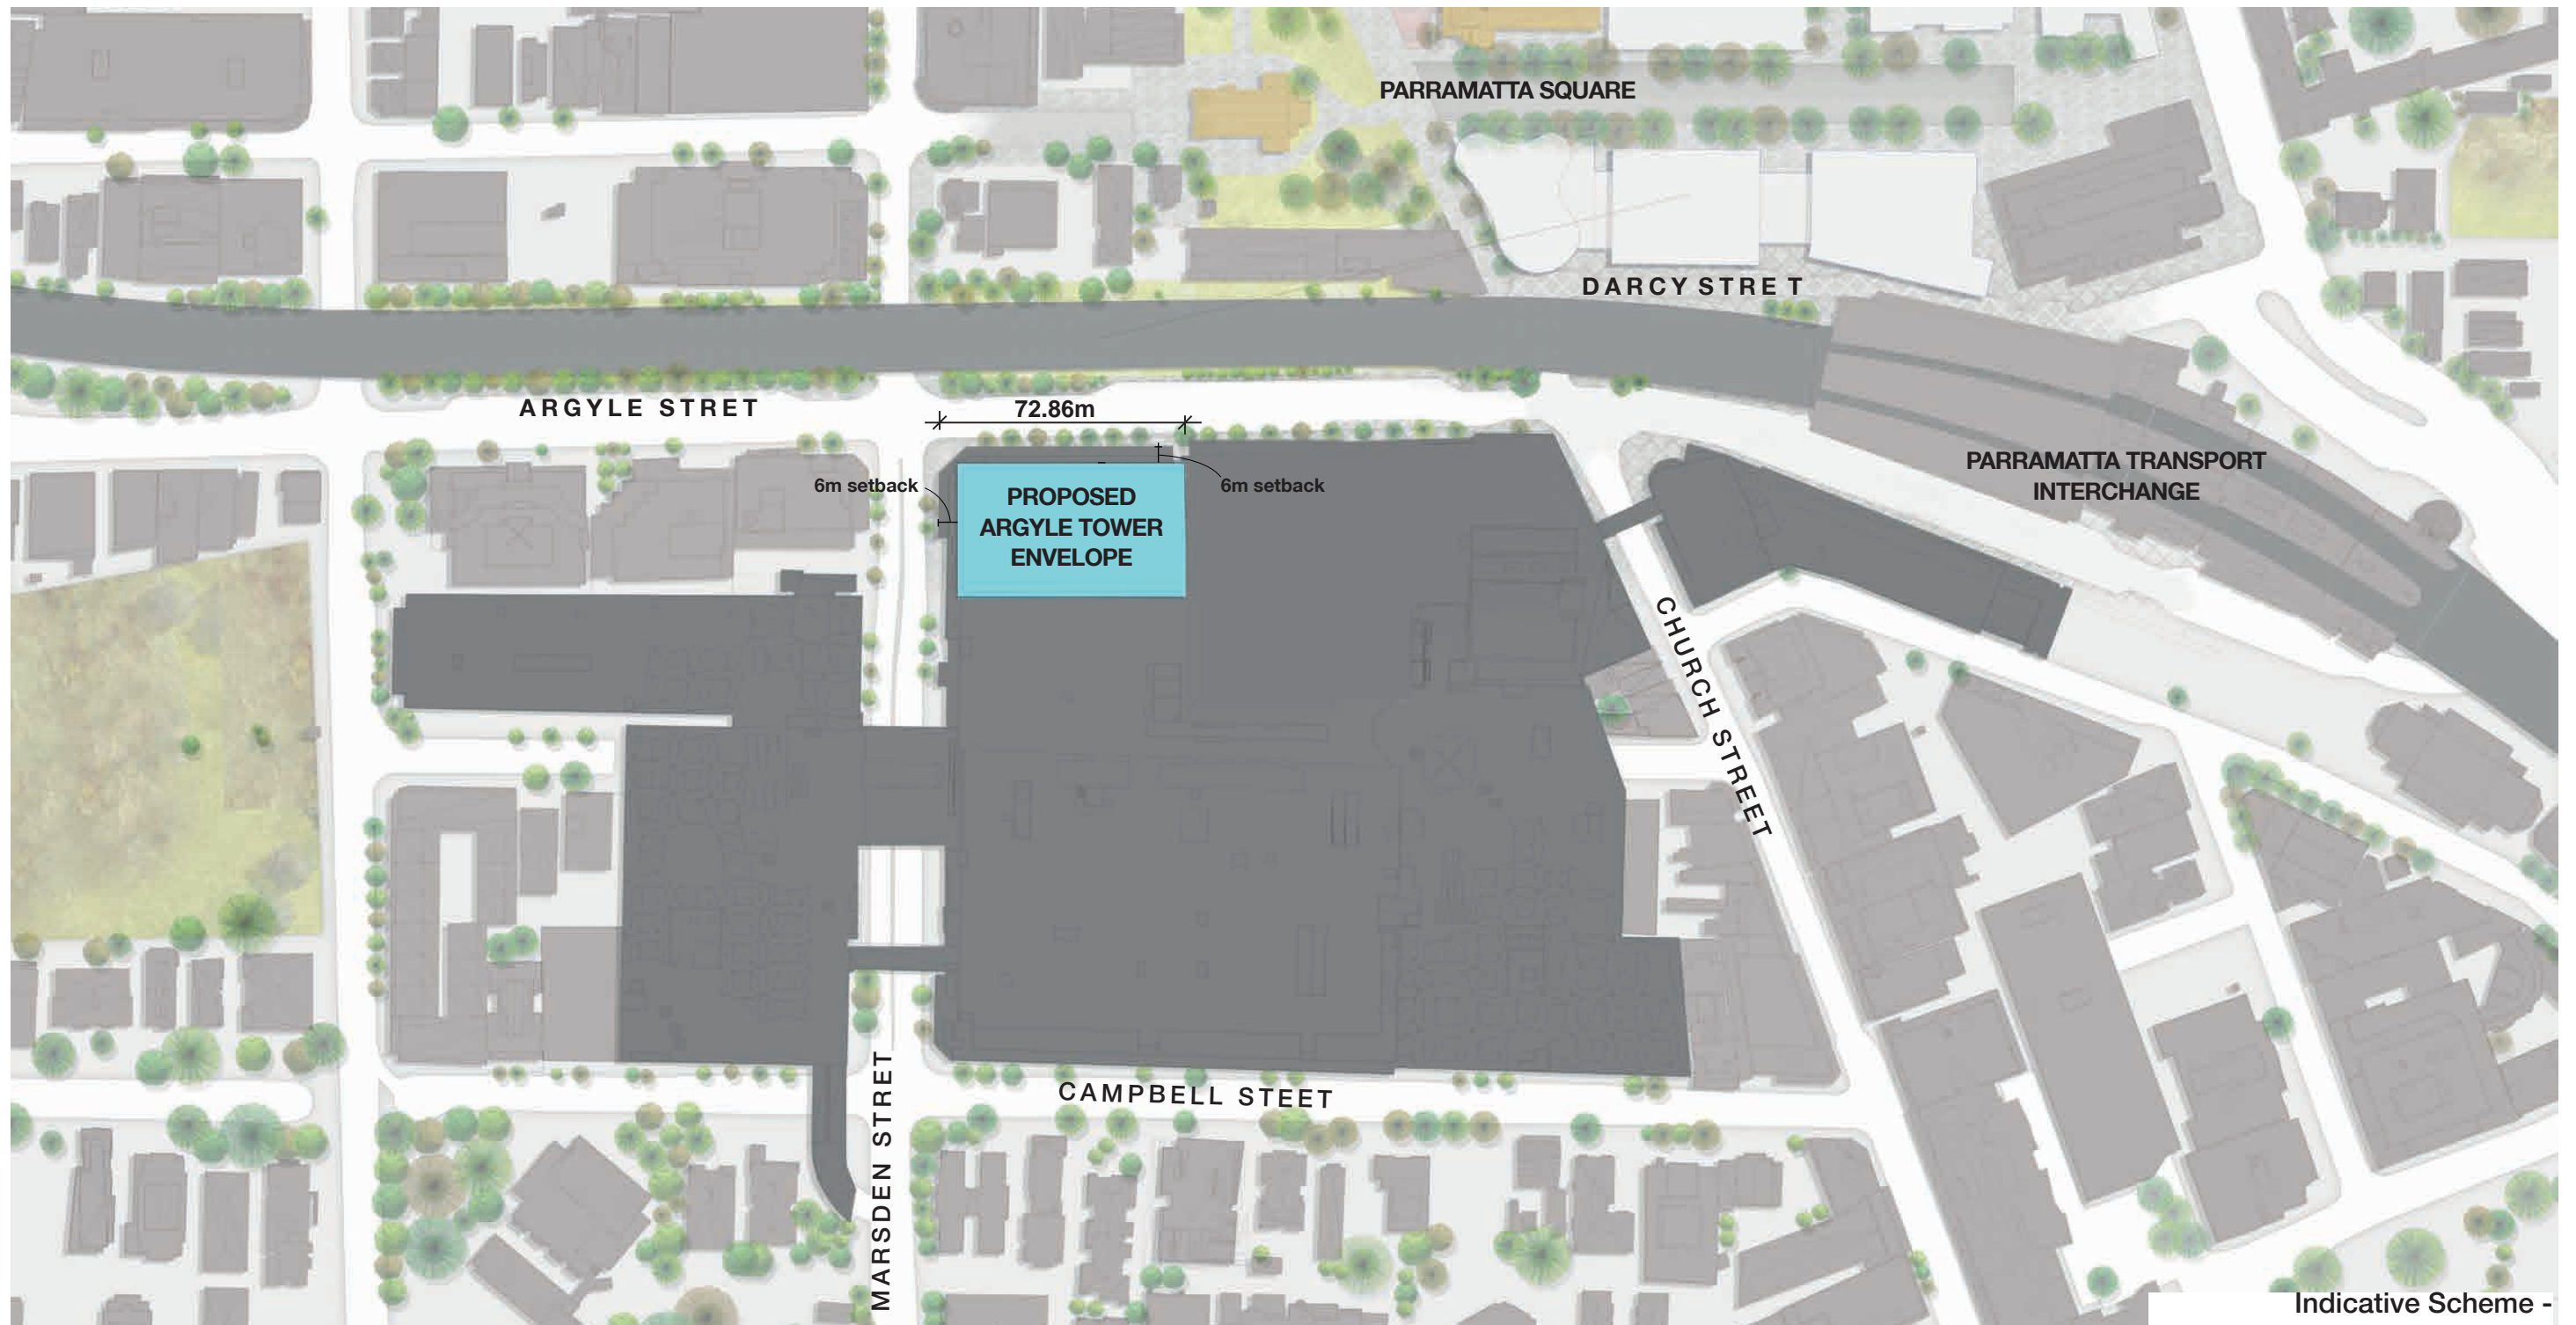 PARRAMATTA SQUARE
DARCY STRE T
ARGYLE STRET
72.86m
PARRAMATTA TRANSPORT
INTERCHANGE
6m setback
PROPOSED
ARGYLE TOWER
ENVELOPE
6m setback
CHURCH STREET
MARSDEN STREET
CAMPBELL STEET
Indicative Scheme -